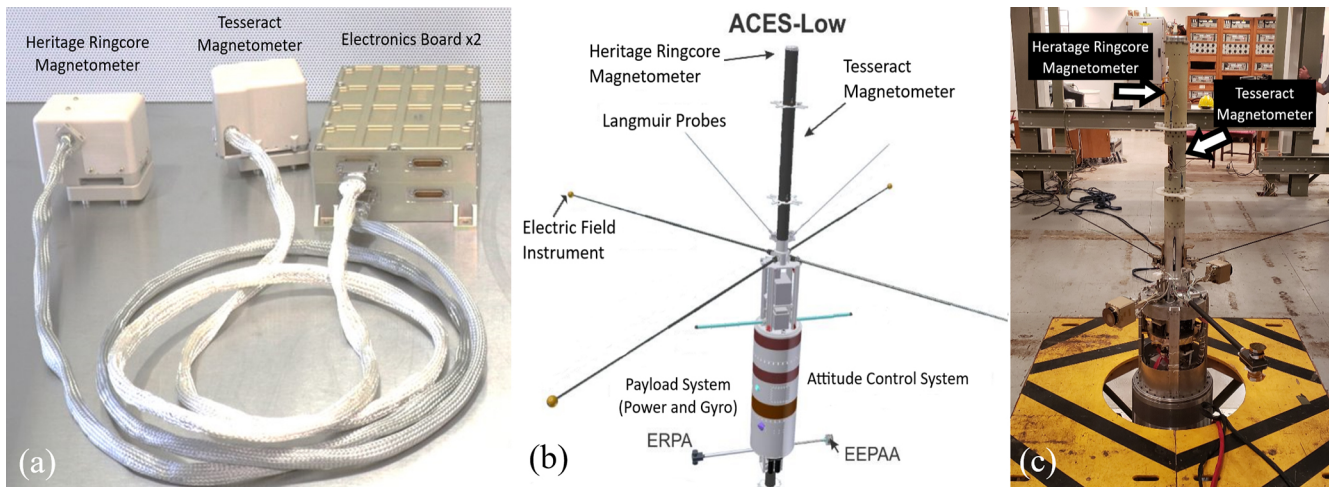 Heritage Ringcore
Magnetometer
Tesseract
Magnetometer
Electronics Board x2
(a)
ACES-Low
Heritage Ringcore
Magnetometer
Tesseract
Magnetometer
Langmuir Probes
Electric Field
Instrument
Payload System
(Power and Gyro)
Attitude Control System
ERPA
EEPAA
(b)
Heratage Ringcore
Magnetometer
Tesseract
Magnetometer
(c)